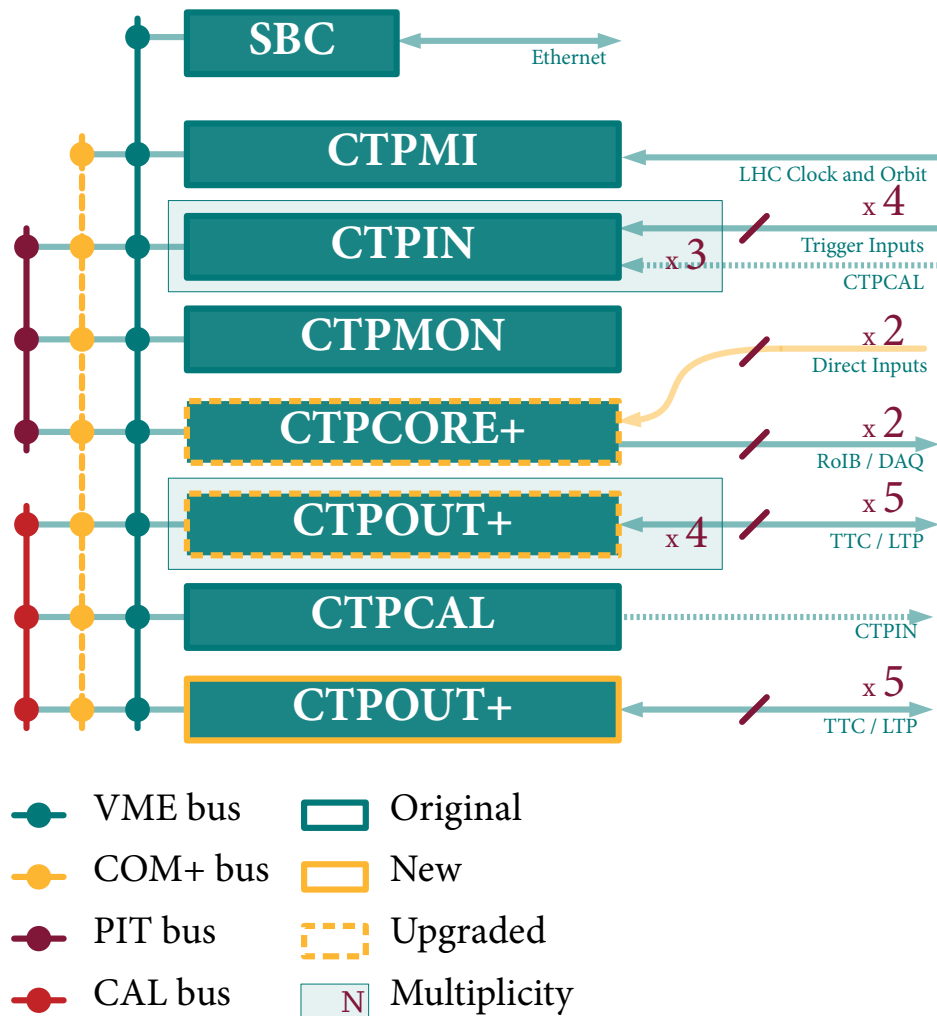 SBC
Ethernet
CTPMI
LHC Clock and Orbit
x 4
CTPIN
x 3
Trigger Inputs
CTPCAL
CTPMON
x 2
Direct Inputs
CTPCORE+
x 2
RoIB / DAQ
CTPOUT+
x 4
x 5
TTC / LTP
CTPCAL
CTPIN
CTPOUT+
x 5
TTC / LTP
VME bus
Original
COM+ bus
New
PIT bus
Upgraded
CAL bus
N
Multiplicity